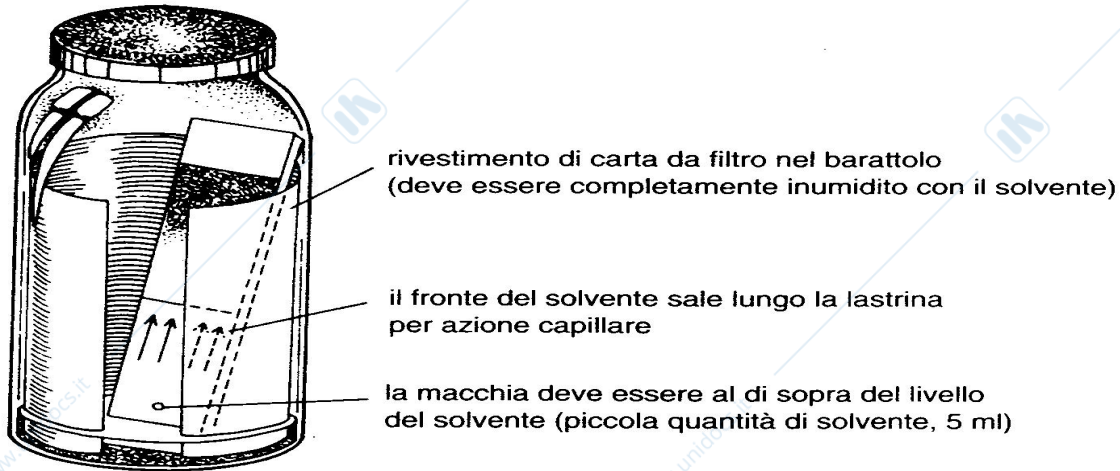 rivestimento di carta da filtro nel barattolo
(deve essere completamente inumidito con il solvente)
il fronte del solvente sale lungo la lastrina
per azione capillare
la macchia deve essere al di sopra del livello
del solvente (piccola quantità di solvente, 5 ml)